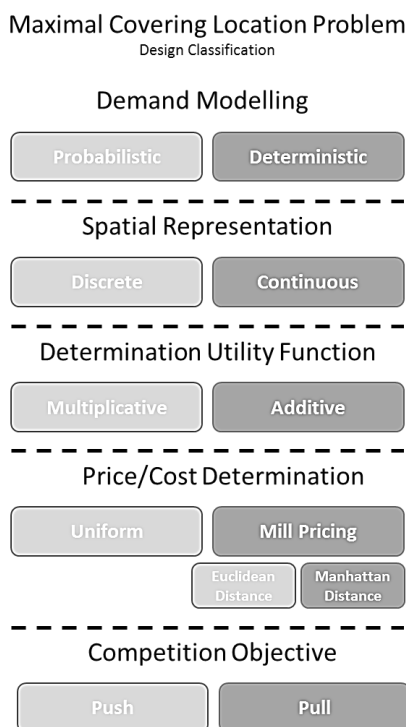 Maximal Covering Location Problem
Design Classification
Demand Modelling
Probabilistic Deterministic
Spatial Representation
Discrete Continuous
Determination Utility Function
Multiplicative Additive
Price/Cost Determination
Uniform Mill Pricing
Euclidean Manhattan
Distance Distance
Competition Objective
Push Pull